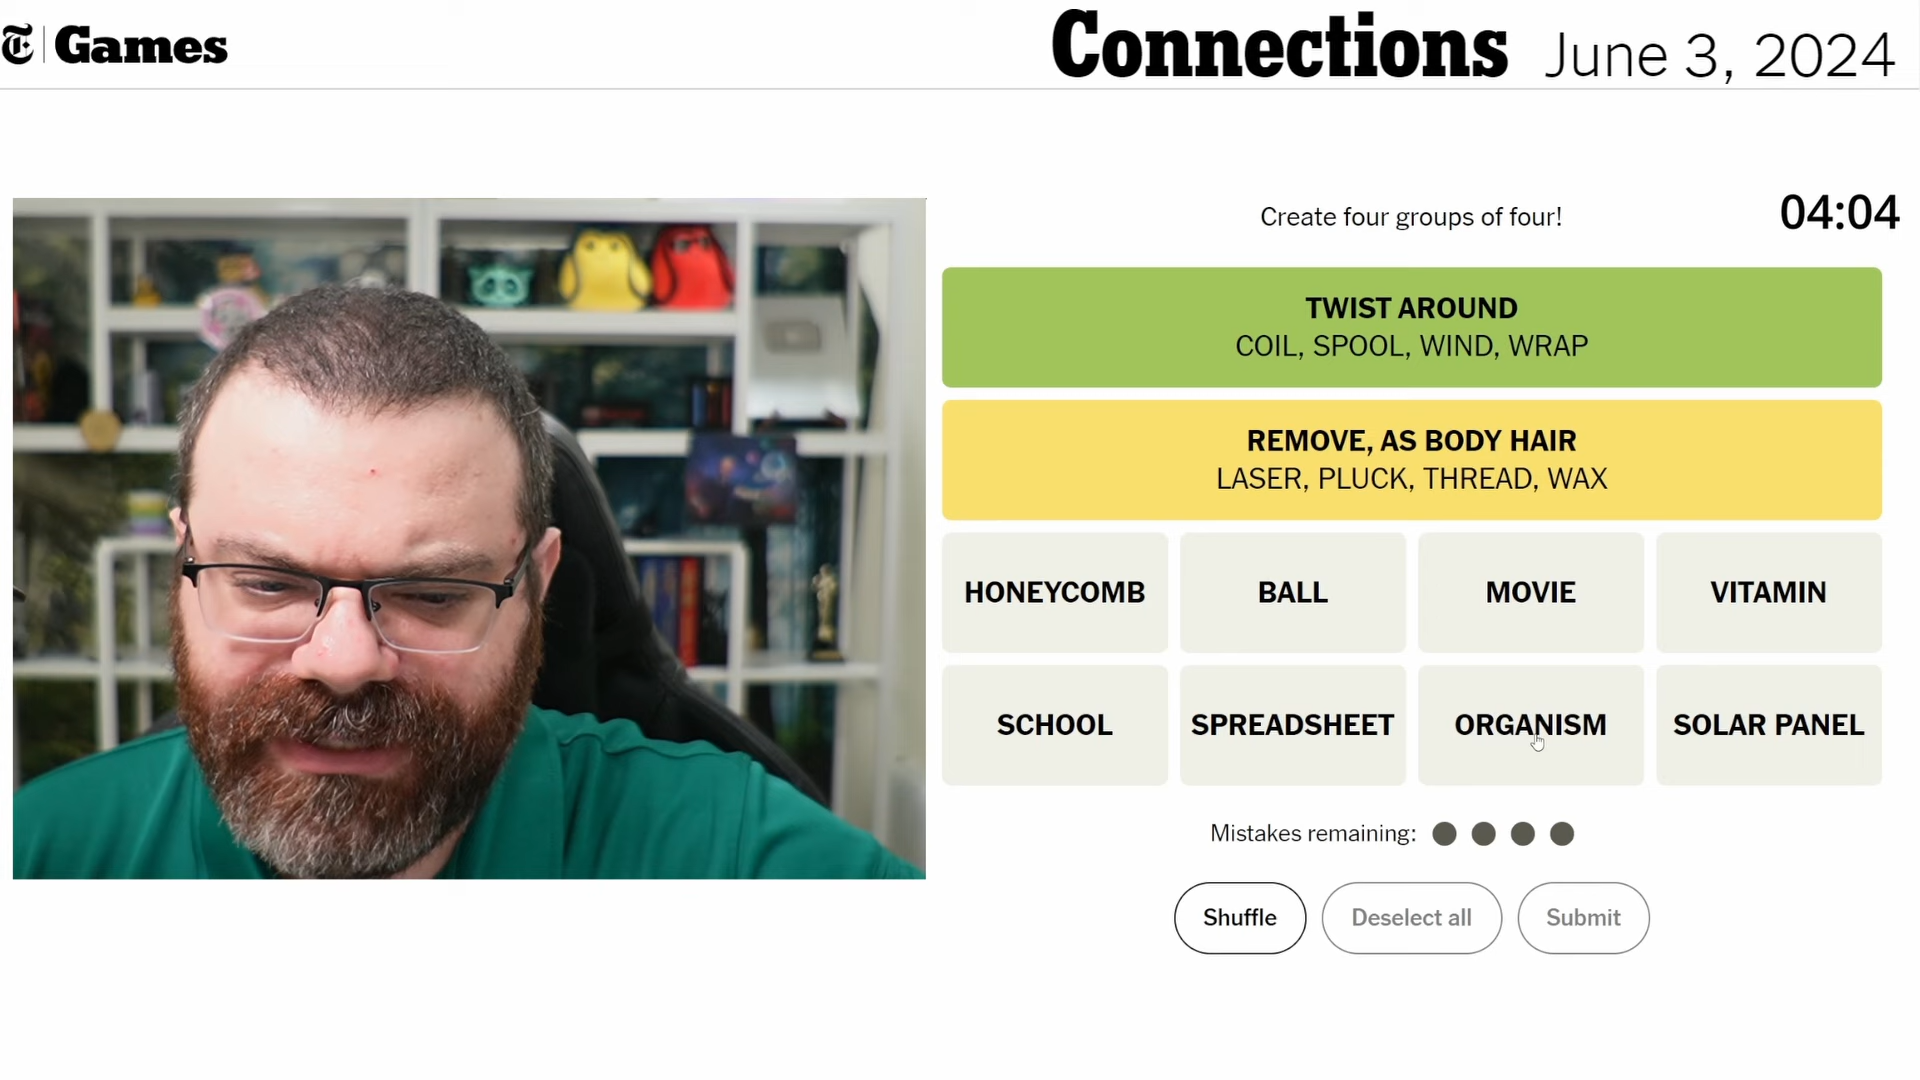 T Games
Connections June 3, 2024
Create four groups of four!
04:04
TWIST AROUND
COIL, SPOOL, WIND, WRAP
REMOVE, AS BODY HAIR
LASER, PLUCK, THREAD, WAX
HONEYCOMB BALL MOVIE VITAMIN
SCHOOL SPREADSHEET ORGANISM SOLAR PANEL
Mistakes remaining:
Shuffle Deselect all Submit